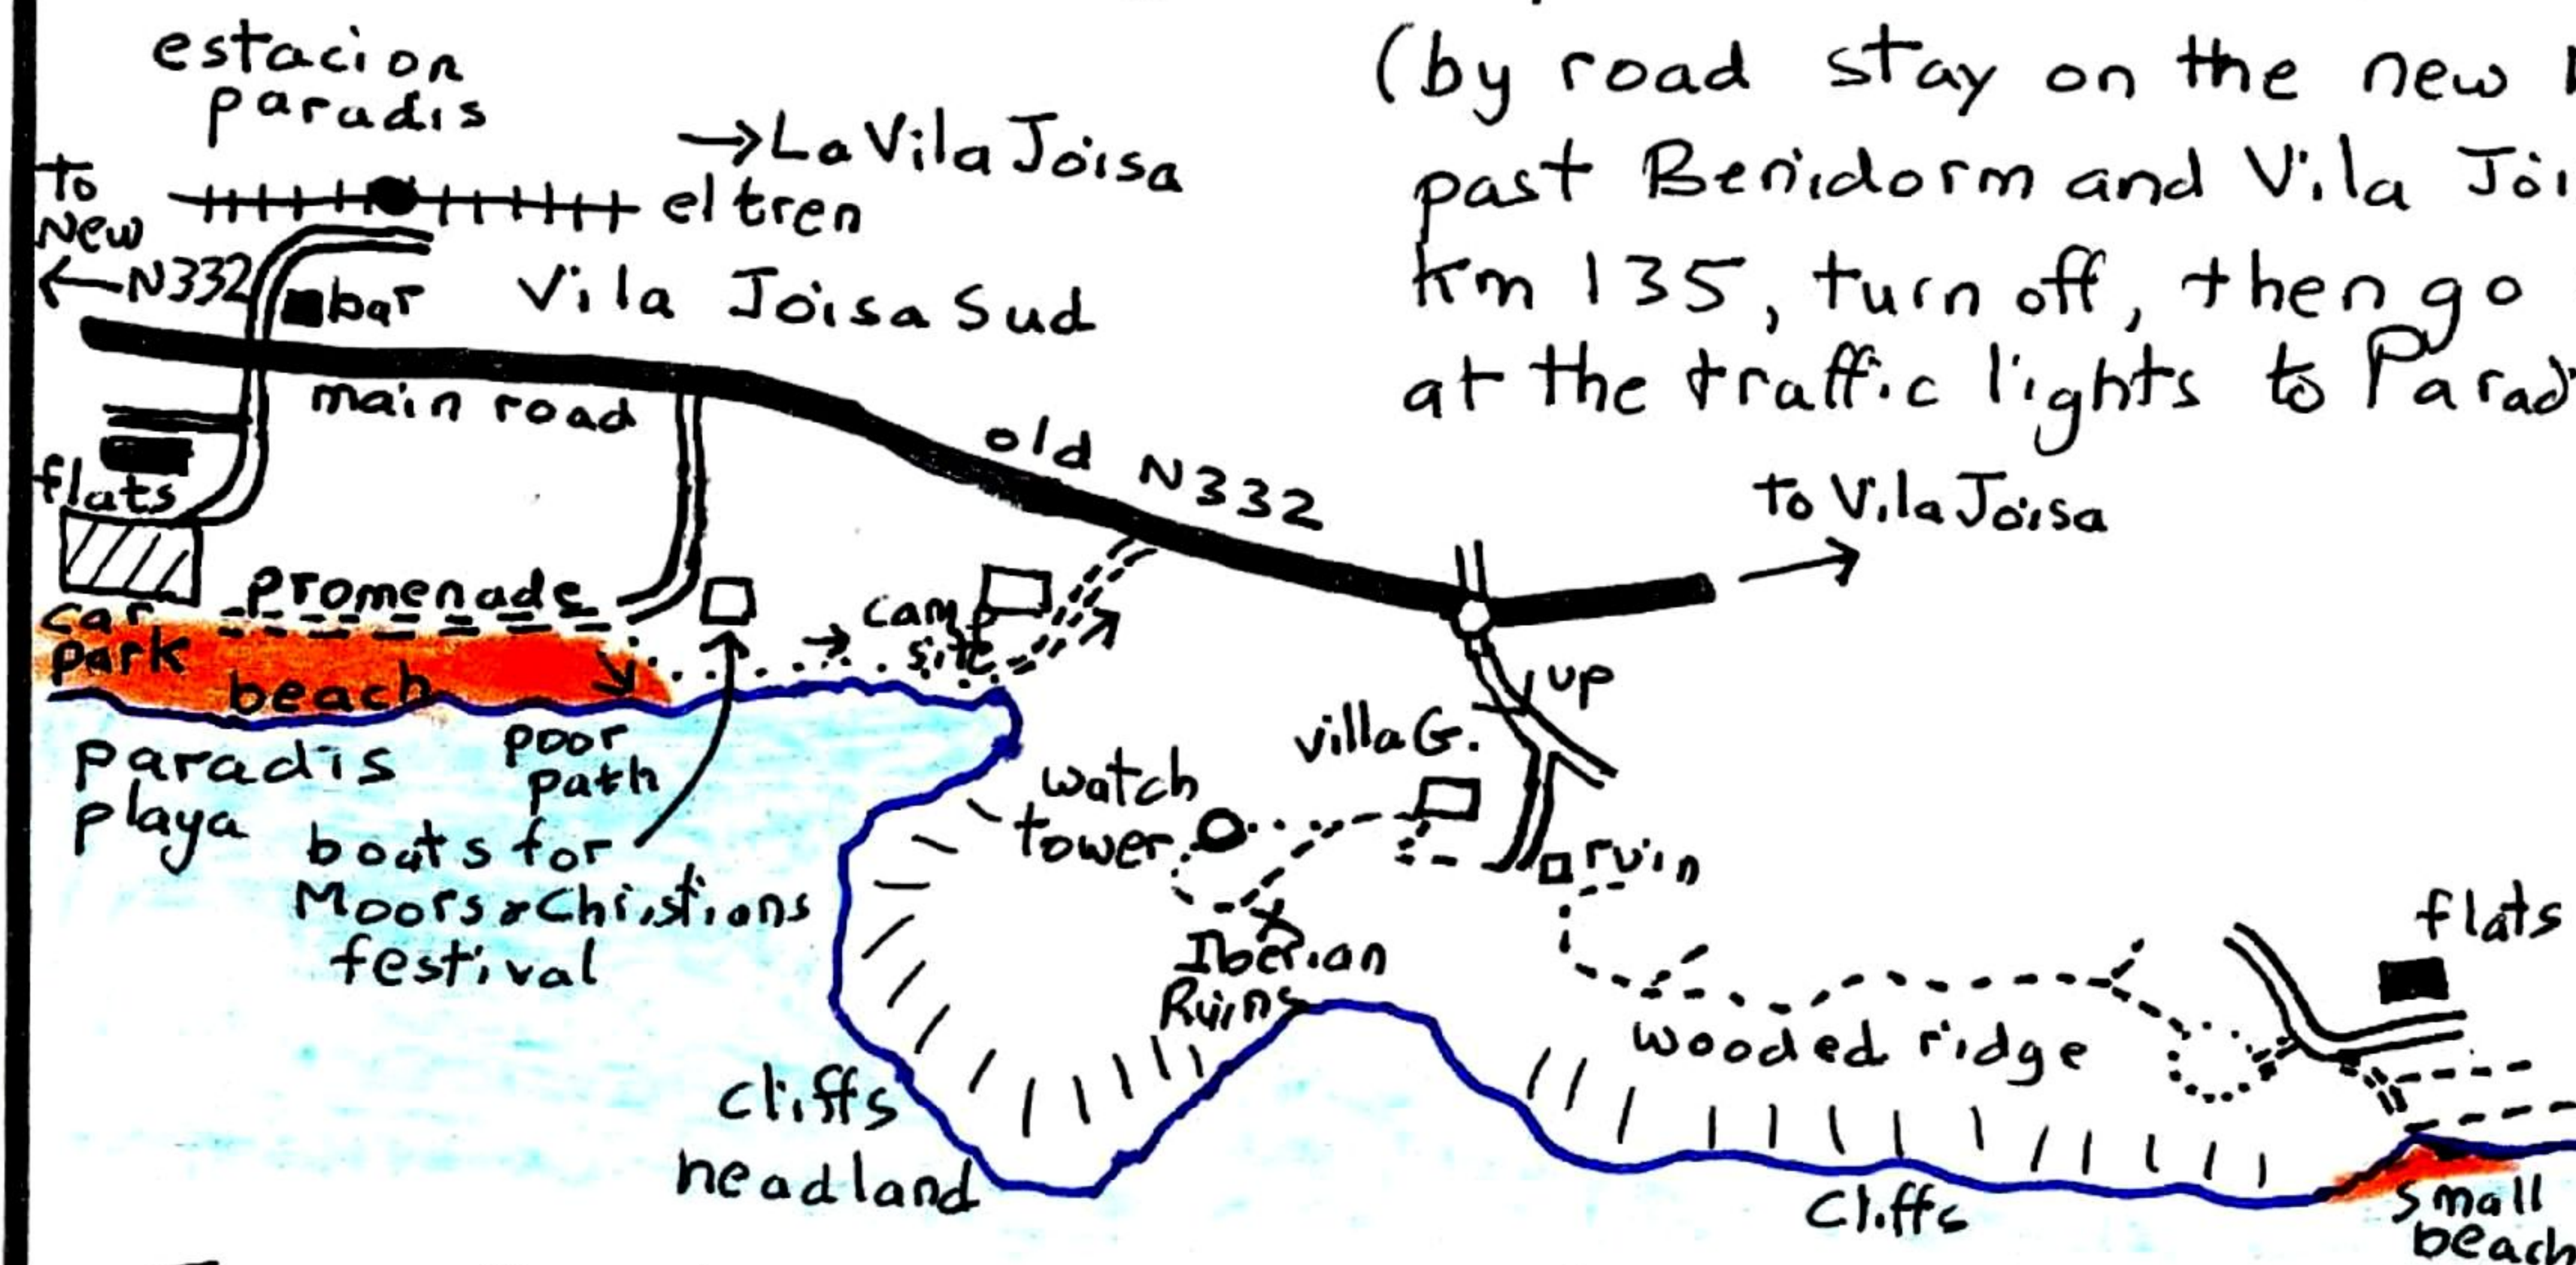 estacion
paradis
→ La Vila Joisa
el tren
to
New
← N332
bar
Vila Joisa Sud
(by road stay on the new
past Benidorm and Vila Joi
km 135, turn off, then go
at the traffic lights to Parad
main road
old N332
to Vila Joisa
flats
promenade
car
park
beach
camp
site
up
villa G.
paradis
playa
poor
path
boats for
Moors & Christians
festival
watch
tower
ruin
Iberian
Ruins
flats
wooded ridge
cliffs
headland
cliffs
small
beach